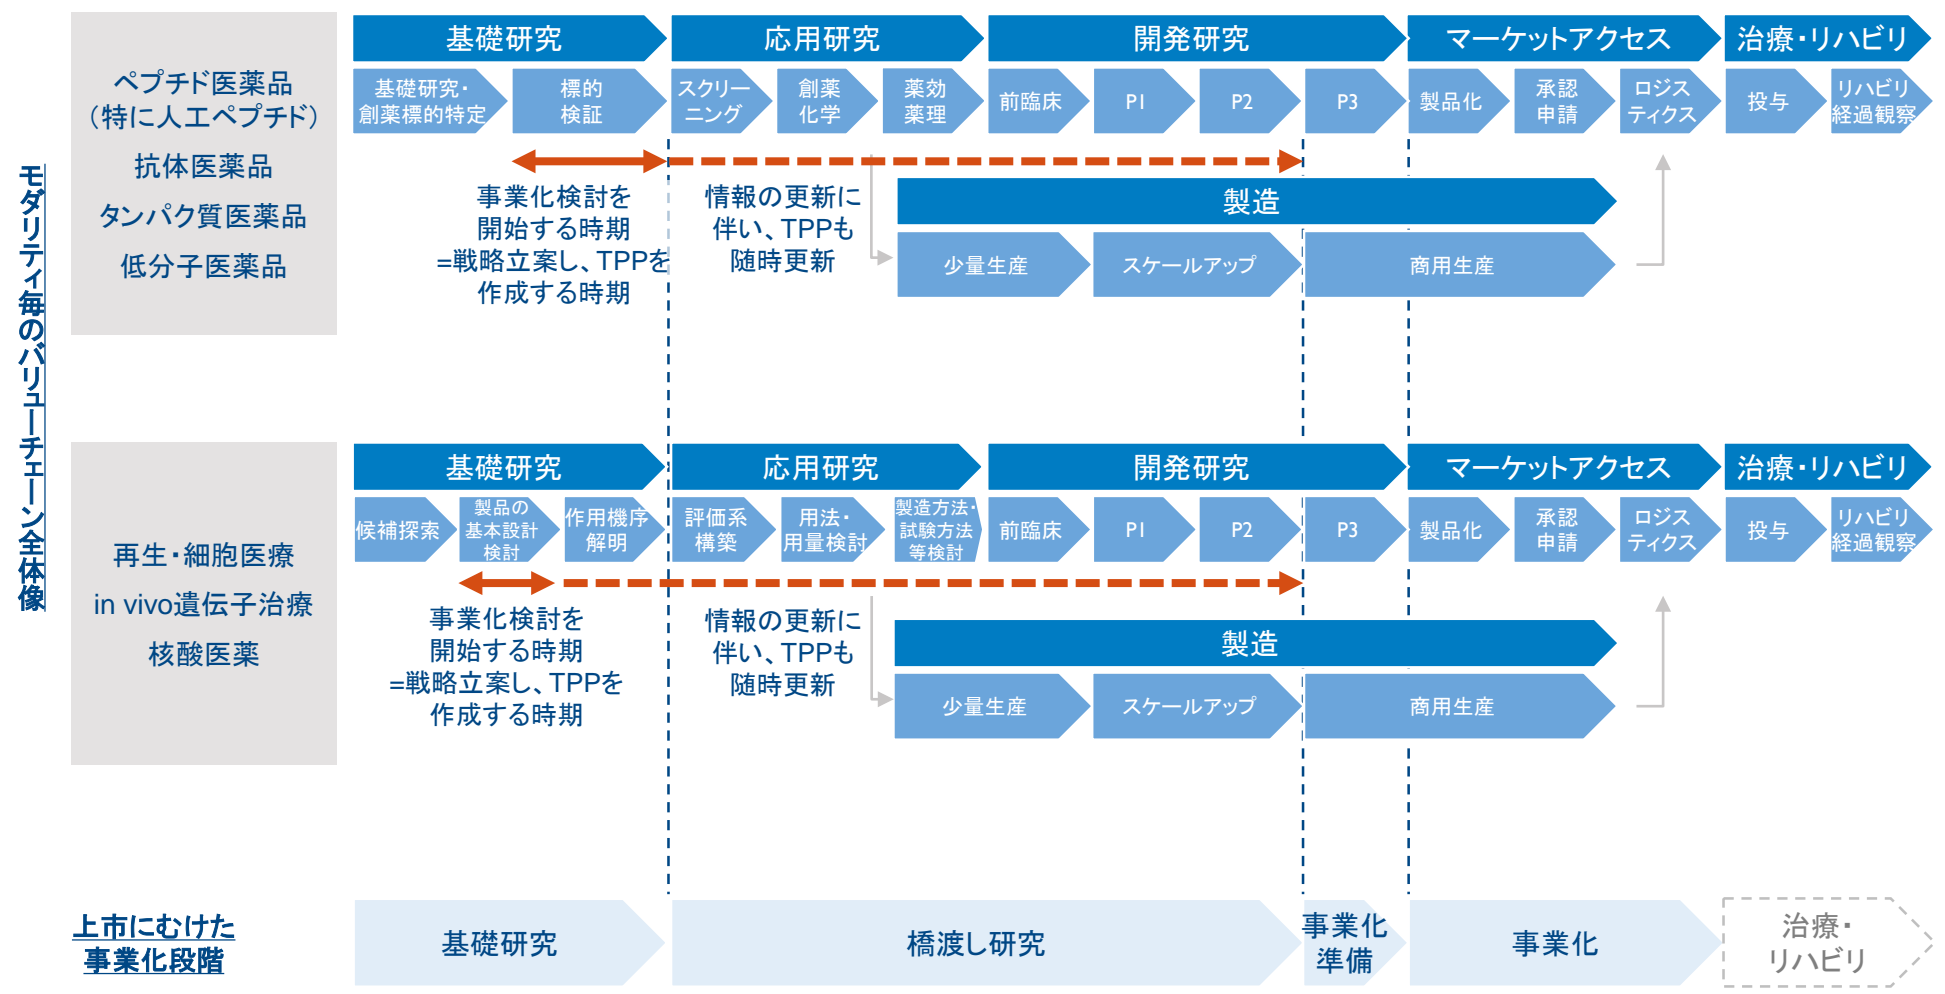 モダリティ毎のバリューチェーン全体像
ペプチド医薬品
（特に人工ペプチド）
抗体医薬品
タンパク質医薬品
低分子医薬品
基礎研究
応用研究
開発研究
マーケットアクセス
治療・リハビリ
基礎研究・
創薬標的特定
標的
検証
スクリー
ニング
創薬
化学
薬効
薬理
前臨床
P1
P2
P3
製品化
承認
申請
ロジス
ティクス
投与
リハビリ
経過観察
事業化検討を
開始する時期
=戦略立案し、TPPを
作成する時期
情報の更新に
伴い、TPPも
随時更新
製造
少量生産
スケールアップ
商用生産
再生・細胞医療
in vivo遺伝子治療
核酸医薬
基礎研究
応用研究
開発研究
マーケットアクセス
治療・リハビリ
候補探索
製品の
基本設計
検討
作用機序
解明
評価系
構築
用法・
用量検討
製造方法・
試験方法
等検討
前臨床
P1
P2
P3
製品化
承認
申請
ロジス
ティクス
投与
リハビリ
経過観察
事業化検討を
開始する時期
=戦略立案し、TPPを
作成する時期
情報の更新に
伴い、TPPも
随時更新
製造
少量生産
スケールアップ
商用生産
上市にむけた
事業化段階
基礎研究
橋渡し研究
事業化
準備
事業化
治療・
リハビリ